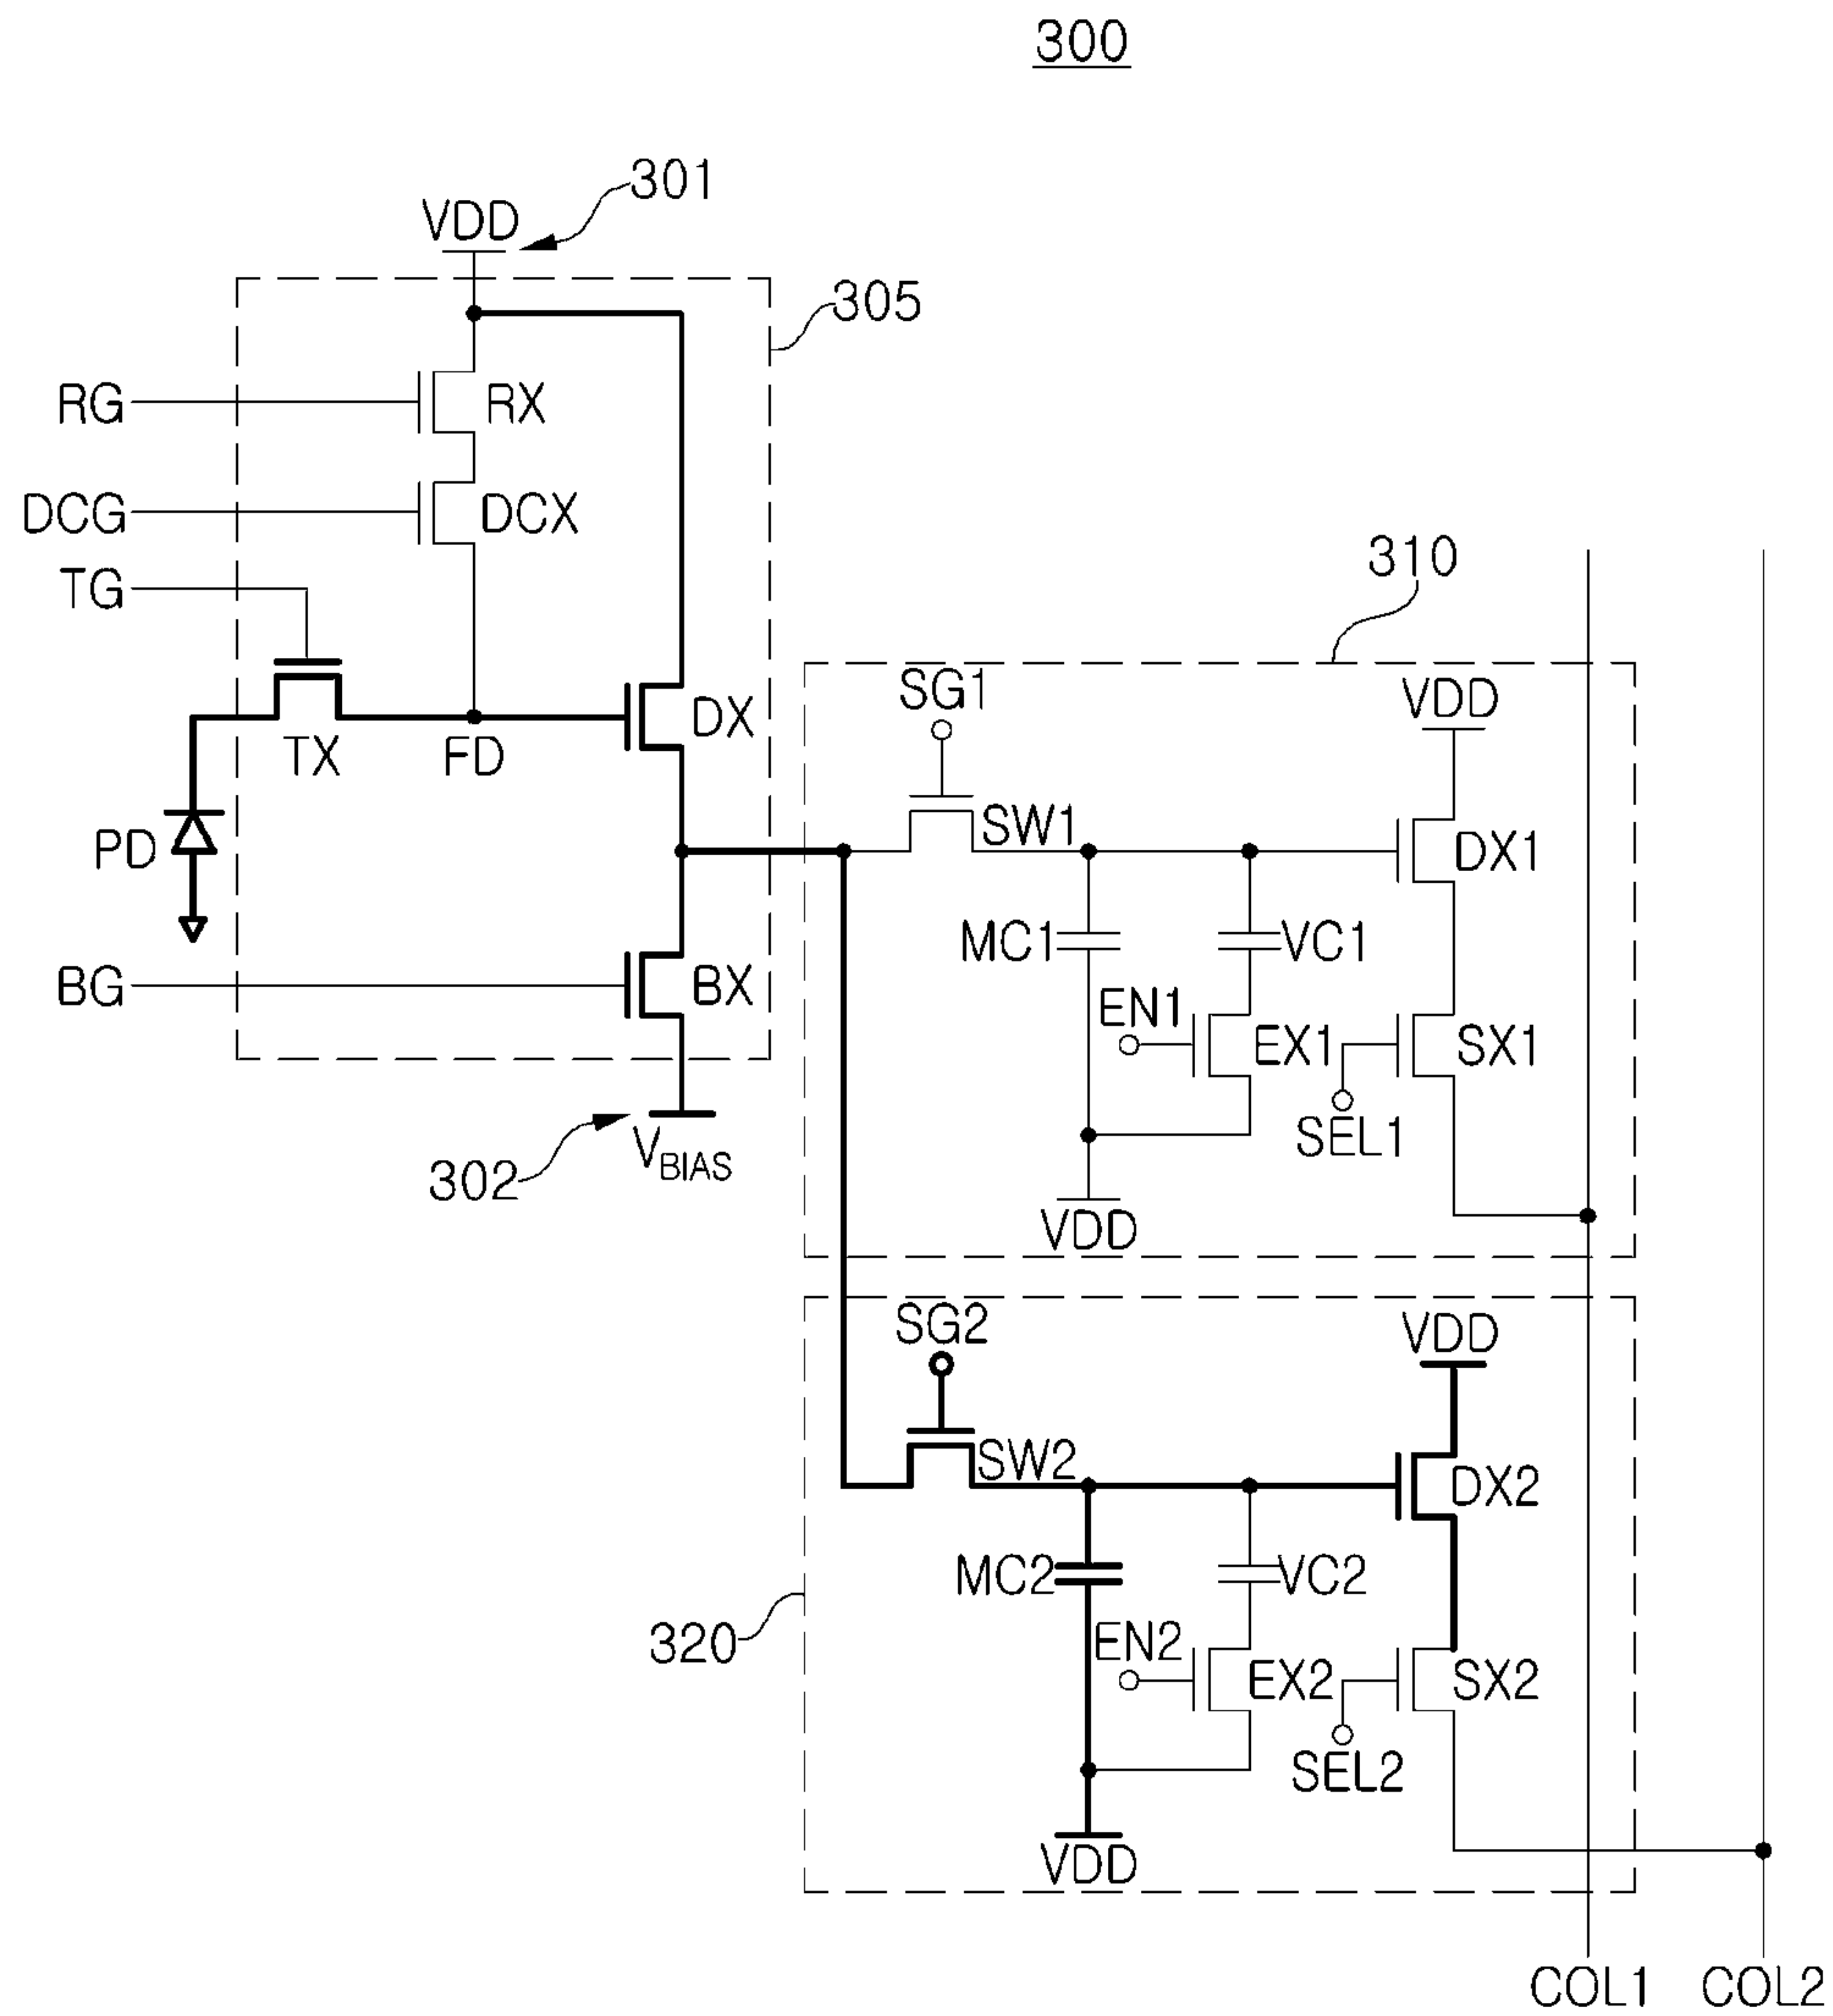 300
301
VDD
305
RG
RX
DCG
DCX
TG
310
SG1
VDD
DX
TX
FD
SW1
PD
DX1
MC1
VC1
BG
BX
EN1
EX1
SX1
SEL1
302
VBIAS
VDD
SG2
VDD
SW2
DX2
MC2
VC2
320
EN2
EX2
SX2
SEL2
VDD
COL1
COL2